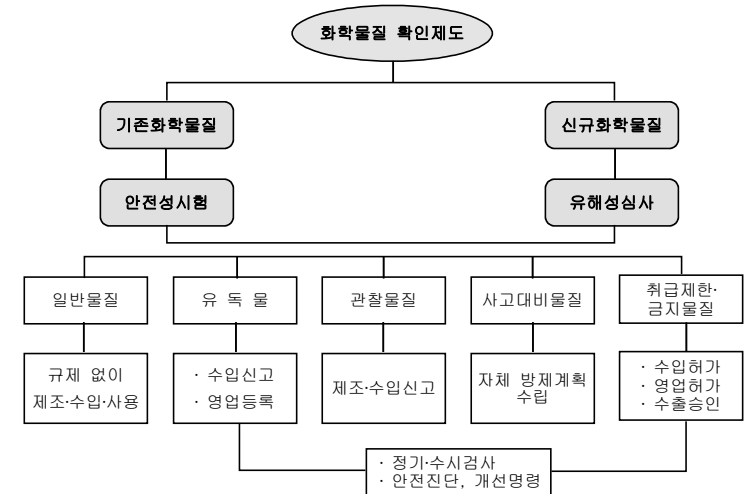 화학물질 확인제도
기존화학물질
신규화학물질
안전성시험
유해성심사
일반물질
유 독 물
관찰물질
사고대비물질
취급제한·
금지물질
규제 없이
제조·수입·사용
· 수입신고
· 영업등록
제조·수입신고
자체 방제계획
수립
· 수입허가
· 영업허가
· 수출승인
· 정기·수시검사
· 안전진단, 개선명령